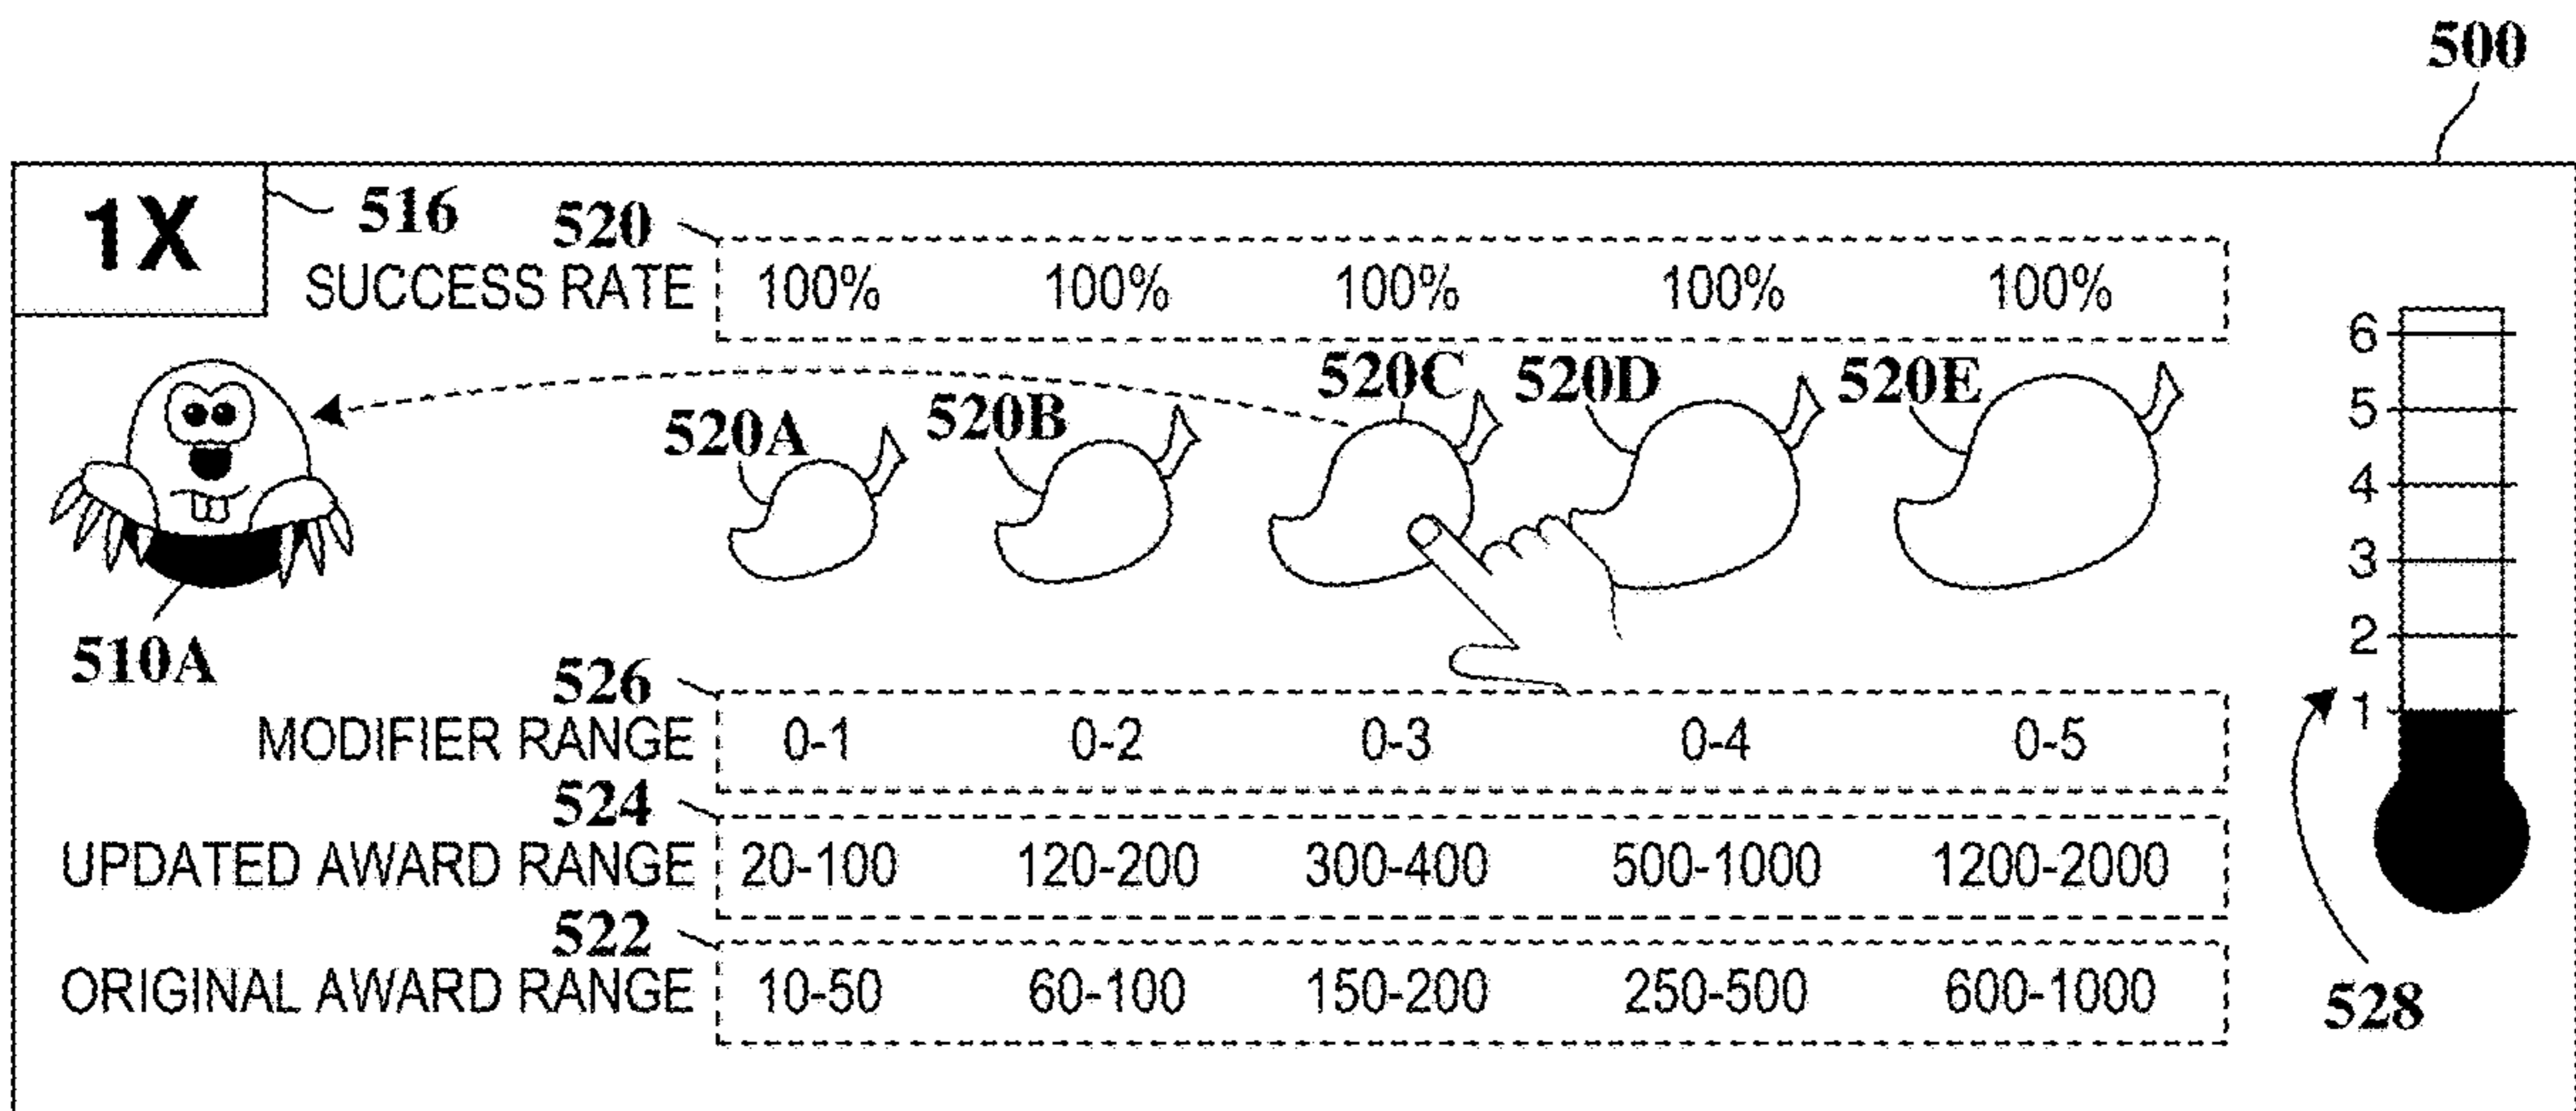 500
1X
516
520
SUCCESS RATE 100% 100% 100% 100% 100%
520A 520B 520C 520D 520E
6
5
4
3
2
1
510A
526
MODIFIER RANGE 0-1 0-2 0-3 0-4 0-5
524
UPDATED AWARD RANGE 20-100 120-200 300-400 500-1000 1200-2000
522
ORIGINAL AWARD RANGE 10-50 60-100 150-200 250-500 600-1000
528